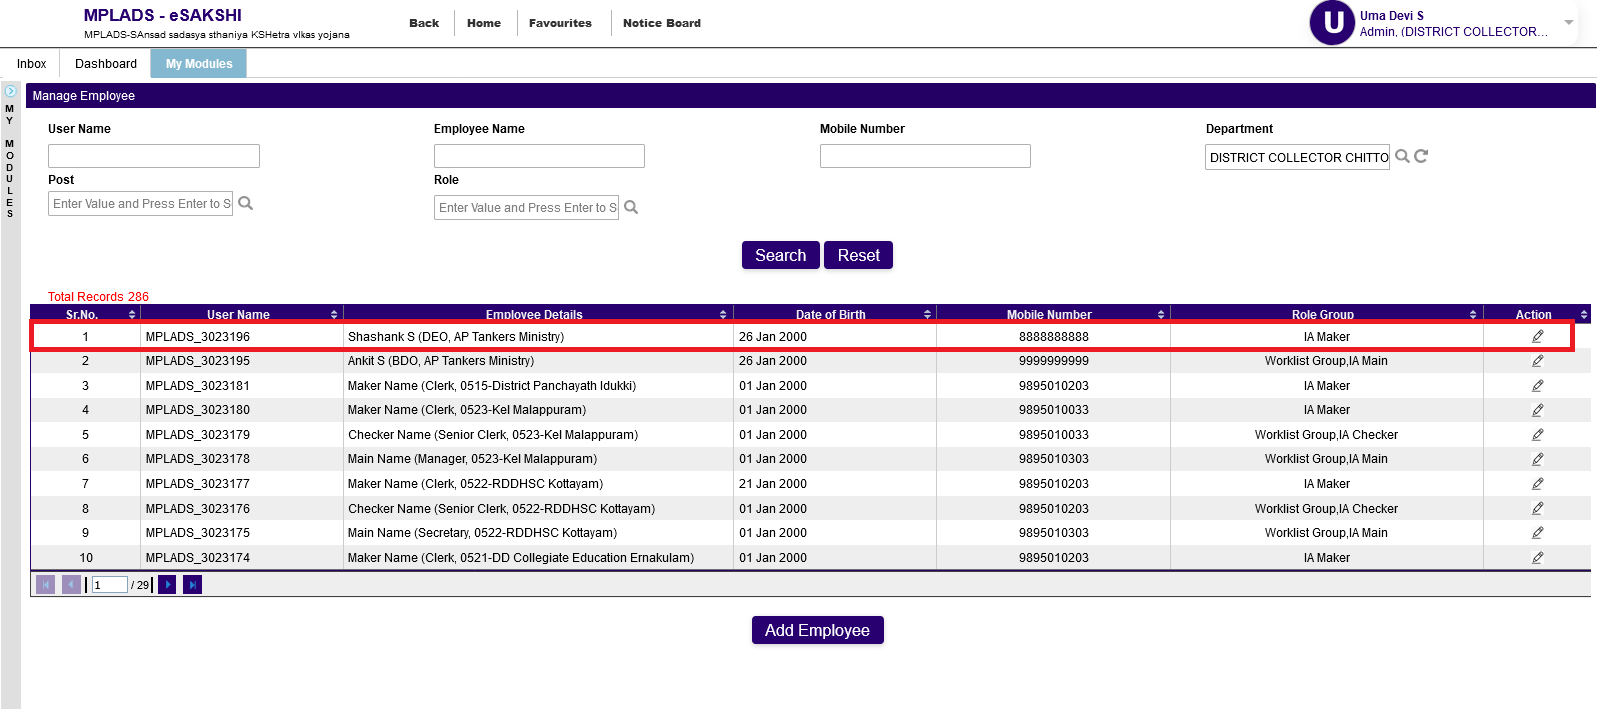 MPLADS - eSAKSHI
MPLADS-SAnsad sadasya sthaniya KSHetra vIkas yojana
Back Home Favourites Notice Board
U
Uma Devi S
Admin, (DISTRICT COLLECTOR...
Inbox Dashboard My Modules
MY MODULES
Manage Employee
User Name Employee Name Mobile Number Department
DISTRICT COLLECTOR CHITTO
Post Role
Enter Value and Press Enter to S Enter Value and Press Enter to S
Search Reset
Total Records 286
Sr.No. User Name Employee Details Date of Birth Mobile Number Role Group Action
1 MPLADS_3023196 Shashank S (DEO, AP Tankers Ministry) 26 Jan 2000 8888888888 IA Maker
2 MPLADS_3023195 Ankit S (BDO, AP Tankers Ministry) 26 Jan 2000 9999999999 Worklist Group,IA Main
3 MPLADS_3023181 Maker Name (Clerk, 0515-District Panchayath Idukki) 01 Jan 2000 9895010203 IA Maker
4 MPLADS_3023180 Maker Name (Clerk, 0523-Kel Malappuram) 01 Jan 2000 9895010033 IA Maker
5 MPLADS_3023179 Checker Name (Senior Clerk, 0523-Kel Malappuram) 01 Jan 2000 9895010033 Worklist Group,IA Checker
6 MPLADS_3023178 Main Name (Manager, 0523-Kel Malappuram) 01 Jan 2000 9895010303 Worklist Group,IA Main
7 MPLADS_3023177 Maker Name (Clerk, 0522-RDDHSC Kottayam) 21 Jan 2000 9895010203 IA Maker
8 MPLADS_3023176 Checker Name (Senior Clerk, 0522-RDDHSC Kottayam) 01 Jan 2000 9895010203 Worklist Group,IA Checker
9 MPLADS_3023175 Main Name (Secretary, 0522-RDDHSC Kottayam) 01 Jan 2000 9895010303 Worklist Group,IA Main
10 MPLADS_3023174 Maker Name (Clerk, 0521-DD Collegiate Education Ernakulam) 01 Jan 2000 9895010203 IA Maker
1 / 29
Add Employee